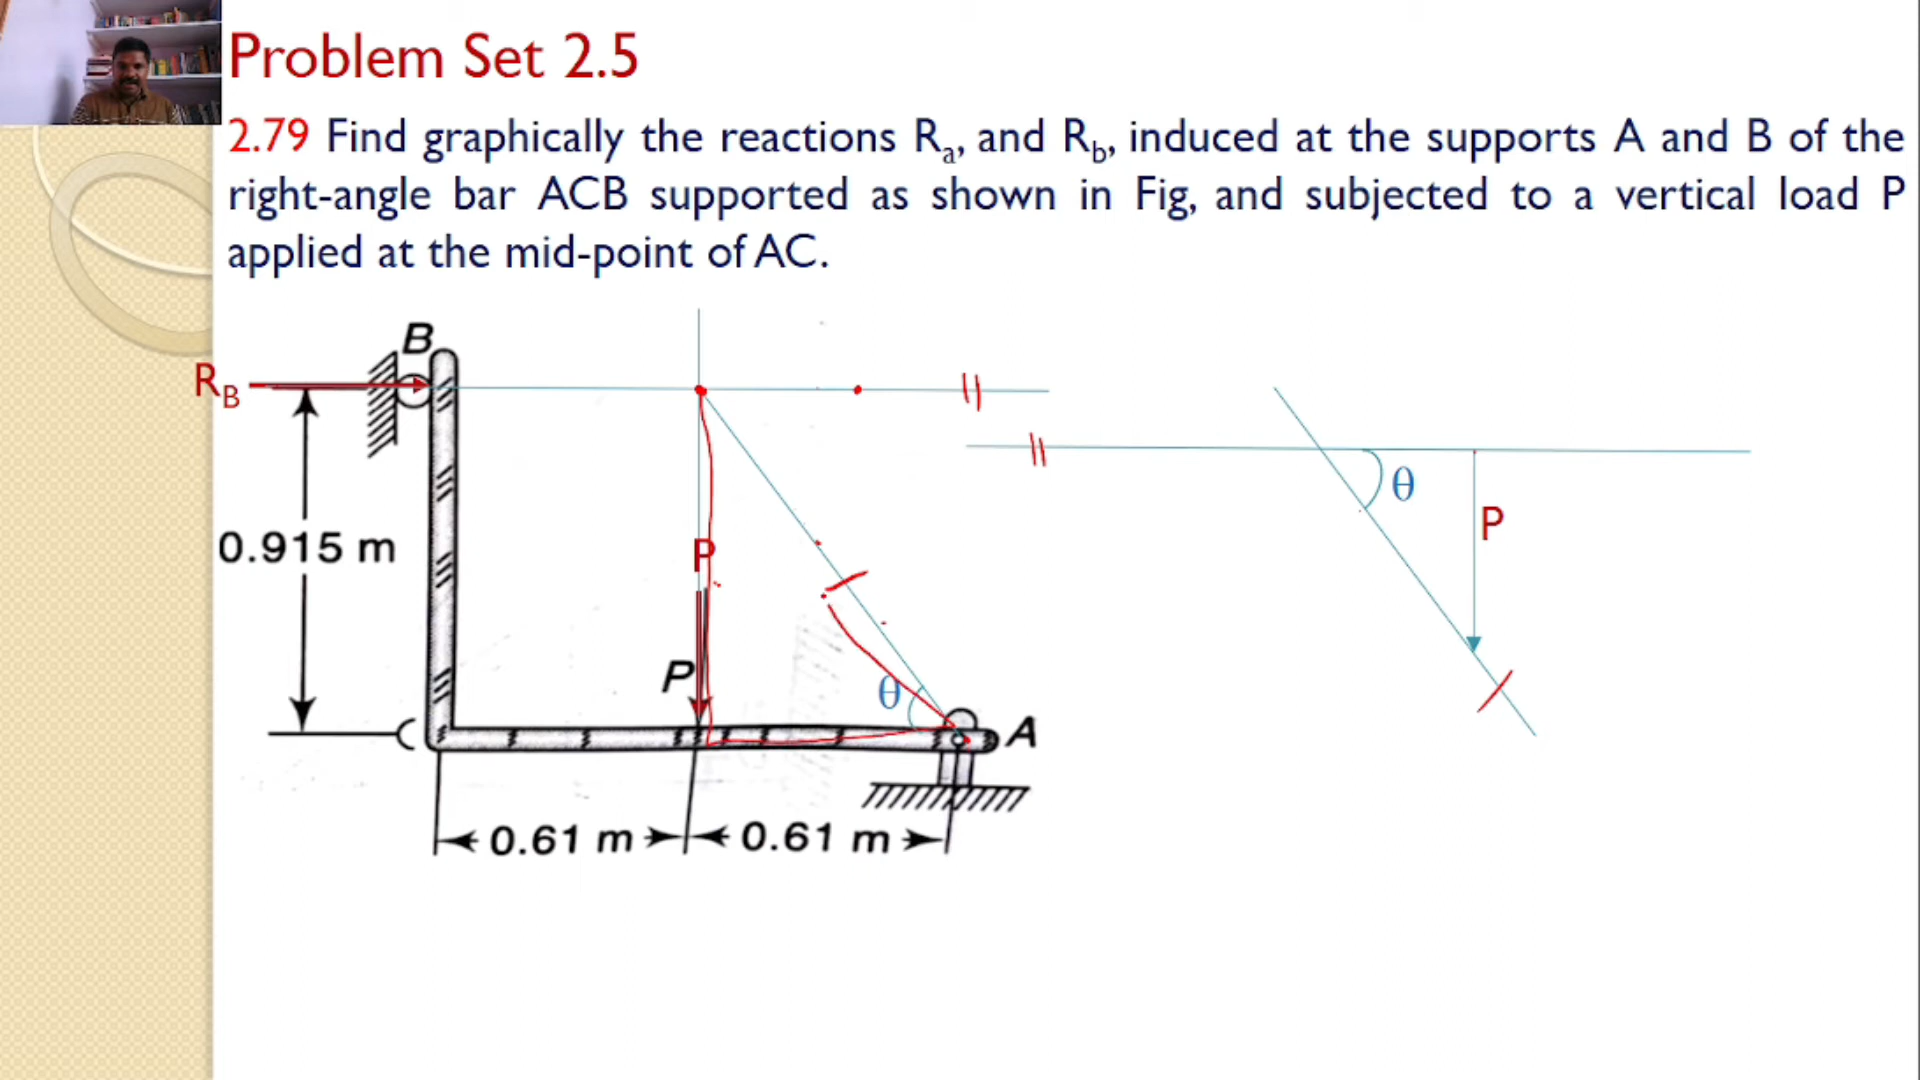 Problem Set 2.5
2.79 Find graphically the reactions Rₐ, and R_b, induced at the supports A and B of the
right-angle bar ACB supported as shown in Fig, and subjected to a vertical load P
applied at the mid-point of AC.
B
R_B
0.915 m
θ
P
P
P
θ
C
A
0.61 m
0.61 m